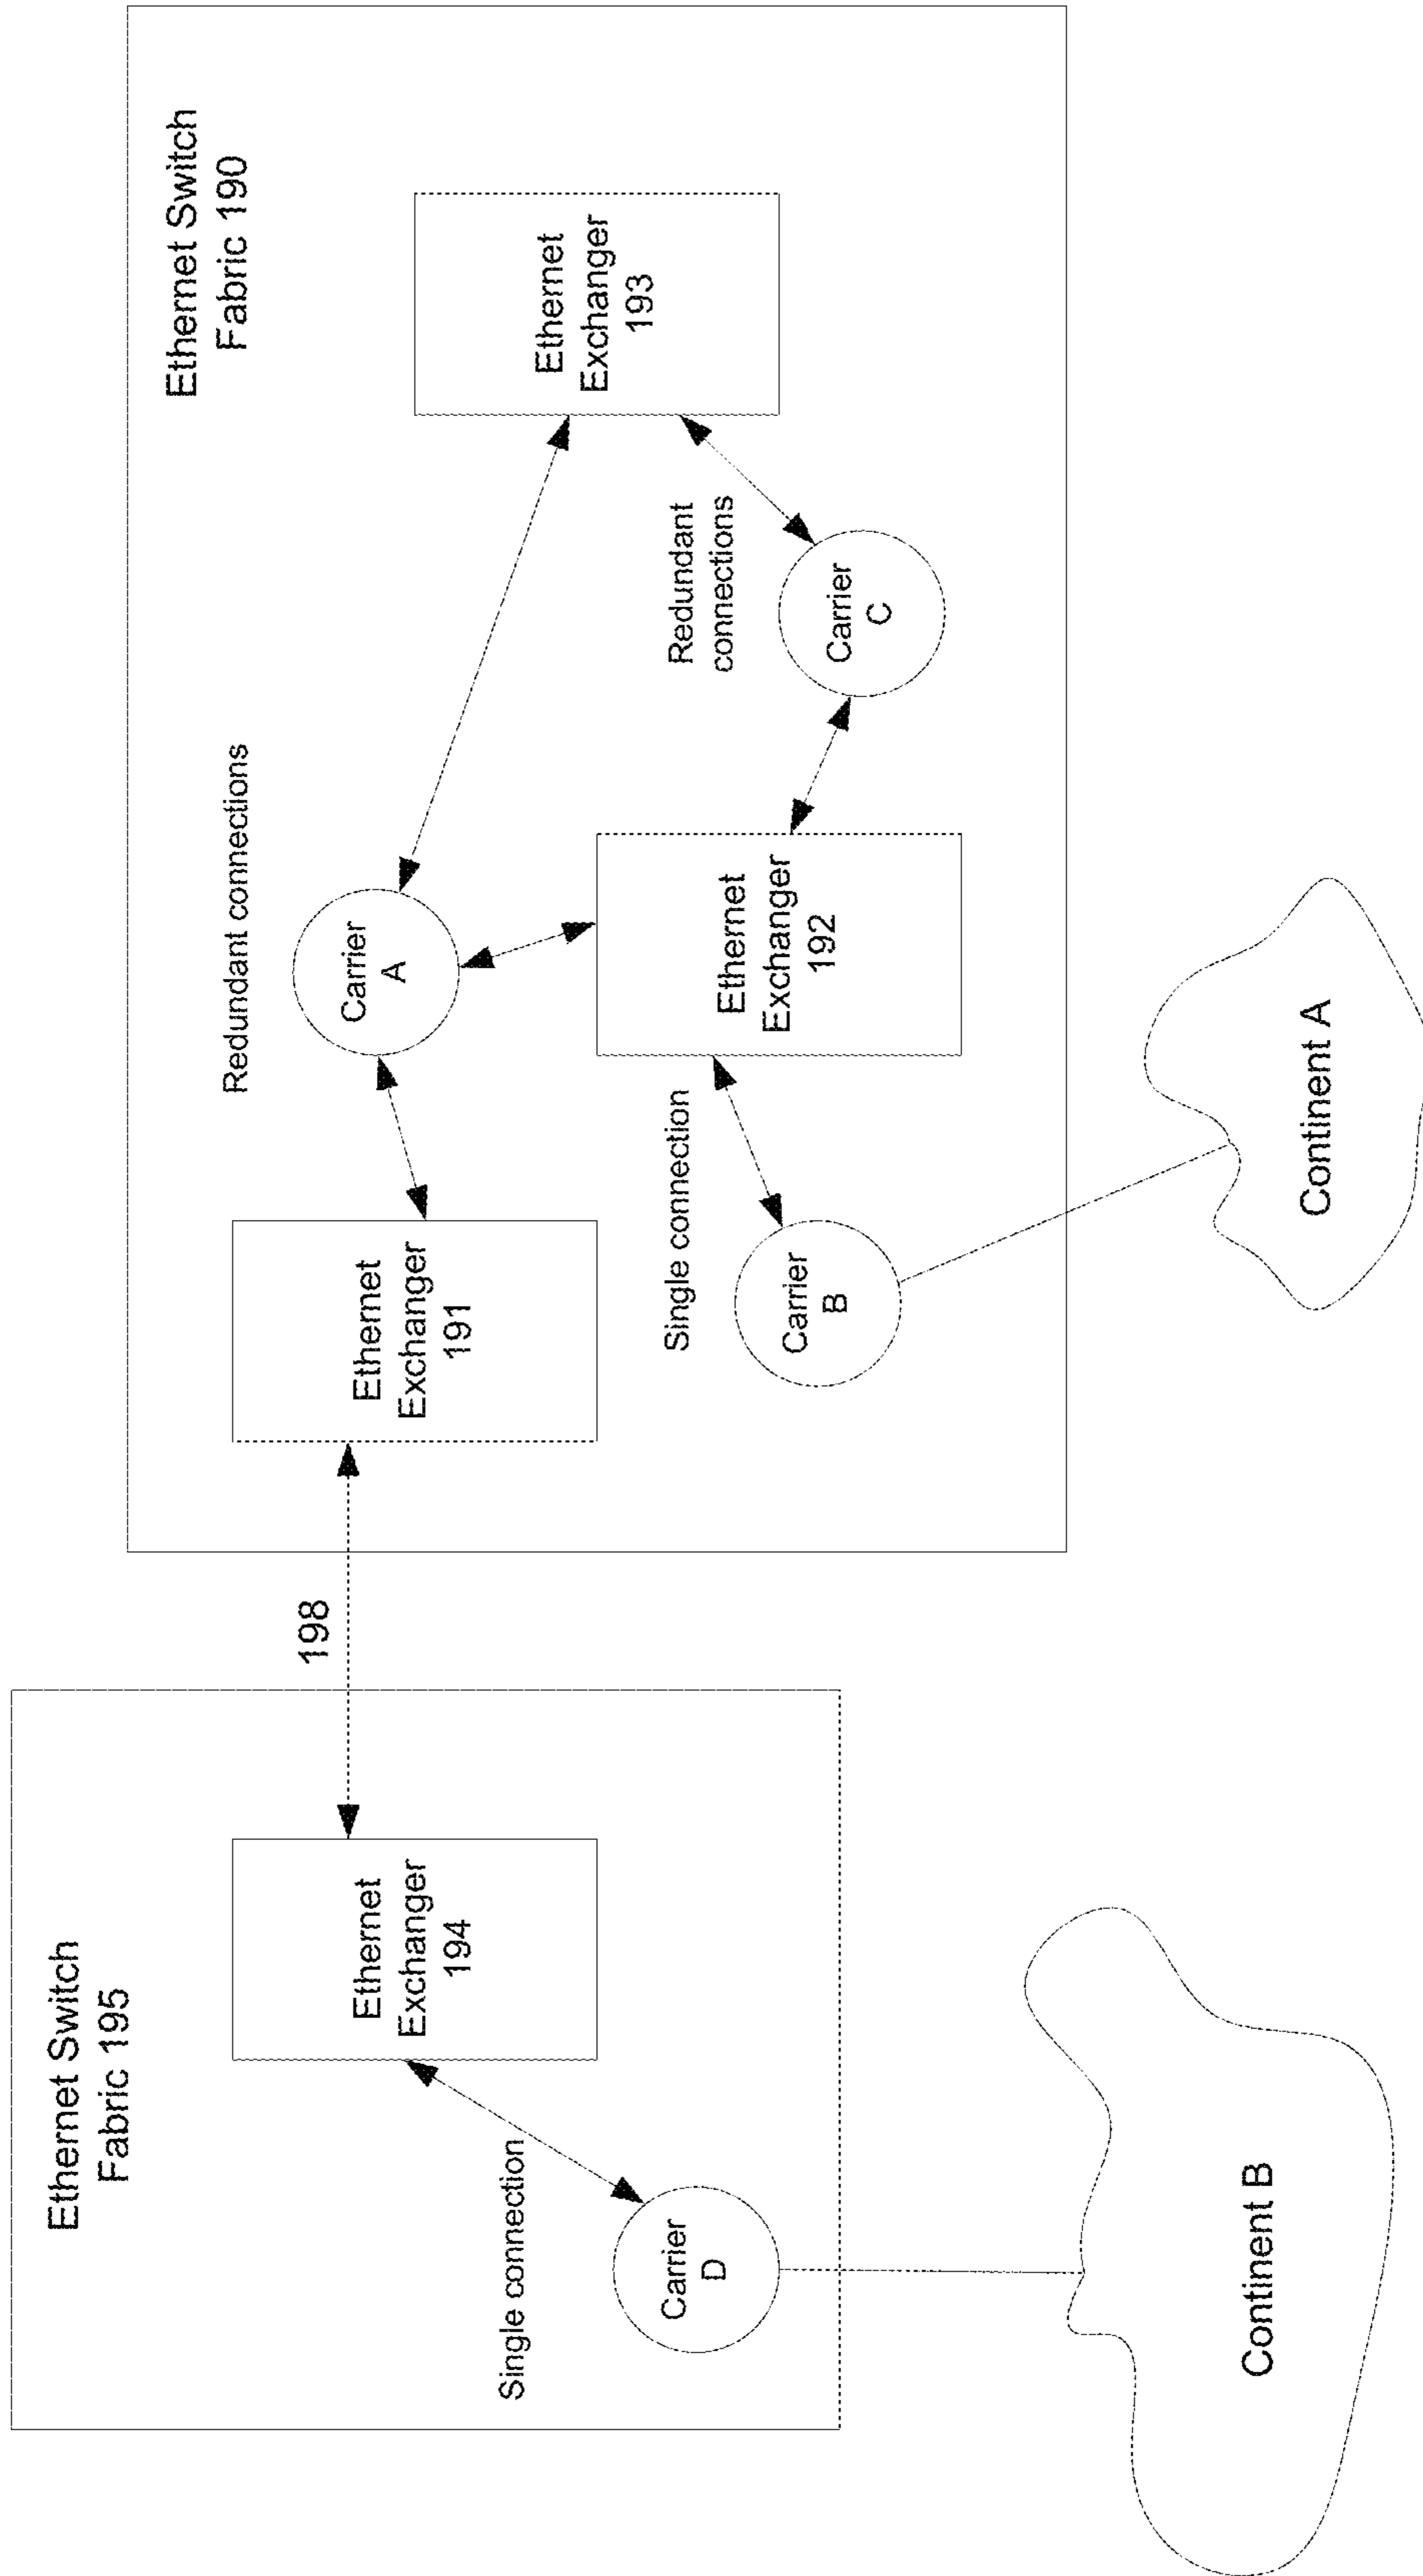 Ethernet Switch
Fabric 195
Ethernet
Exchanger
194
Single connection
Carrier
D
Continent B
198
Ethernet Switch
Fabric 190
Ethernet
Exchanger
191
Redundant connections
Carrier
A
Single connection
Carrier
B
Ethernet
Exchanger
192
Redundant
connections
Carrier
C
Ethernet
Exchanger
193
Continent A